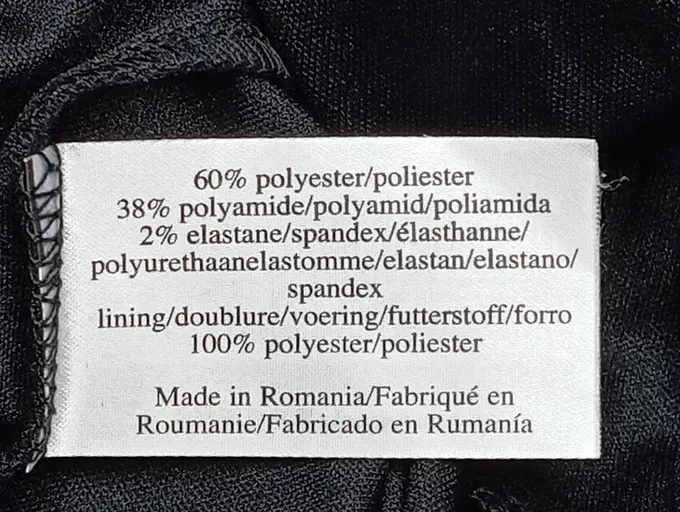 60% polyester/poliester
38% polyamide/polyamid/poliamida
2% elastane/spandex/élasthanne/
polyurethaanelastomme/elastan/elastano/
spandex
lining/doublure/voering/futterstoff/forro
100% polyester/poliester
Made in Romania/Fabriqué en
Roumanie/Fabricado en Rumanía